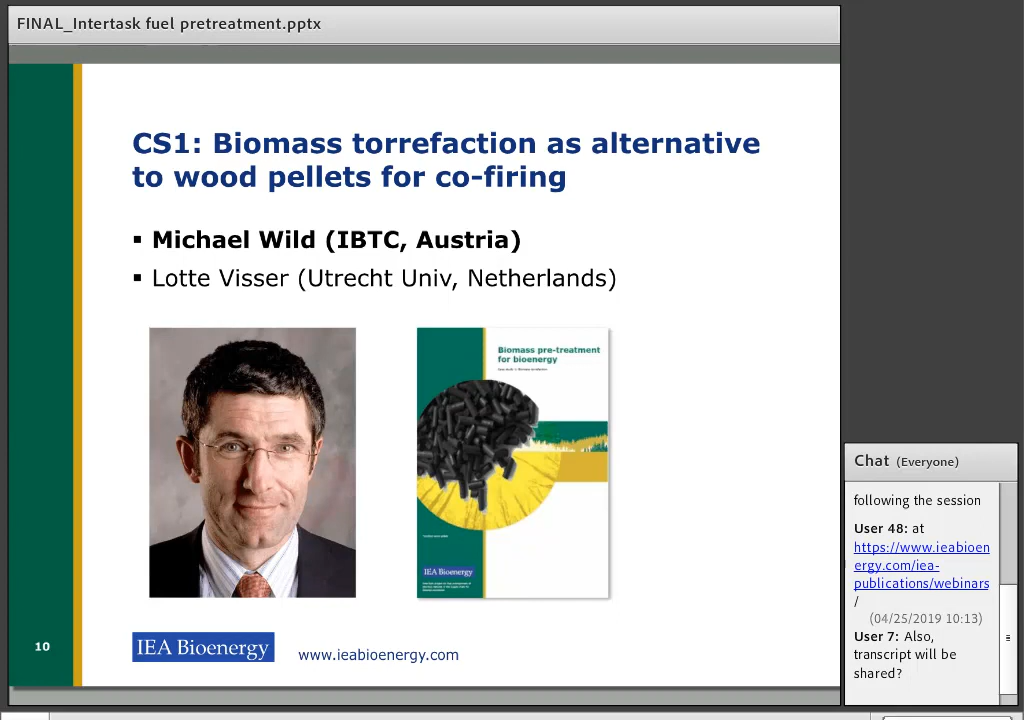 FINAL_Intertask fuel pretreatment.pptx
CS1: Biomass torrefaction as alternative
to wood pellets for co-firing
▪ Michael Wild (IBTC, Austria)
▪ Lotte Visser (Utrecht Univ, Netherlands)
Biomass pre-treatment
for bioenergy
IEA Bioenergy
10
IEA Bioenergy
www.ieabioenergy.com
Chat (Everyone)
following the session
User 48: at
https://www.ieabioen
ergy.com/iea-
publications/webinars
/
(04/25/2019 10:13)
User 7: Also,
transcript will be
shared?